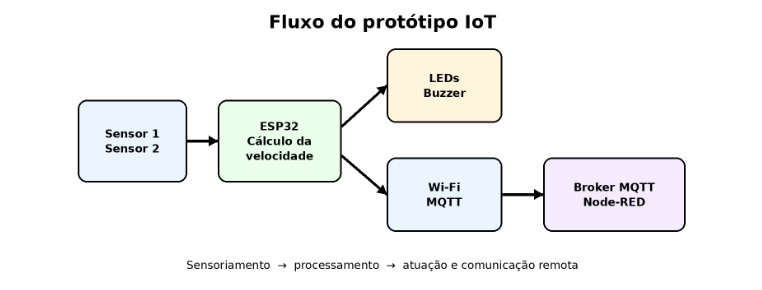 Fluxo do protótipo IoT
Sensor 1
Sensor 2
ESP32
Cálculo da
velocidade
LEDs
Buzzer
Wi-Fi
MQTT
Broker MQTT
Node-RED
Sensoriamento → processamento → atuação e comunicação remota